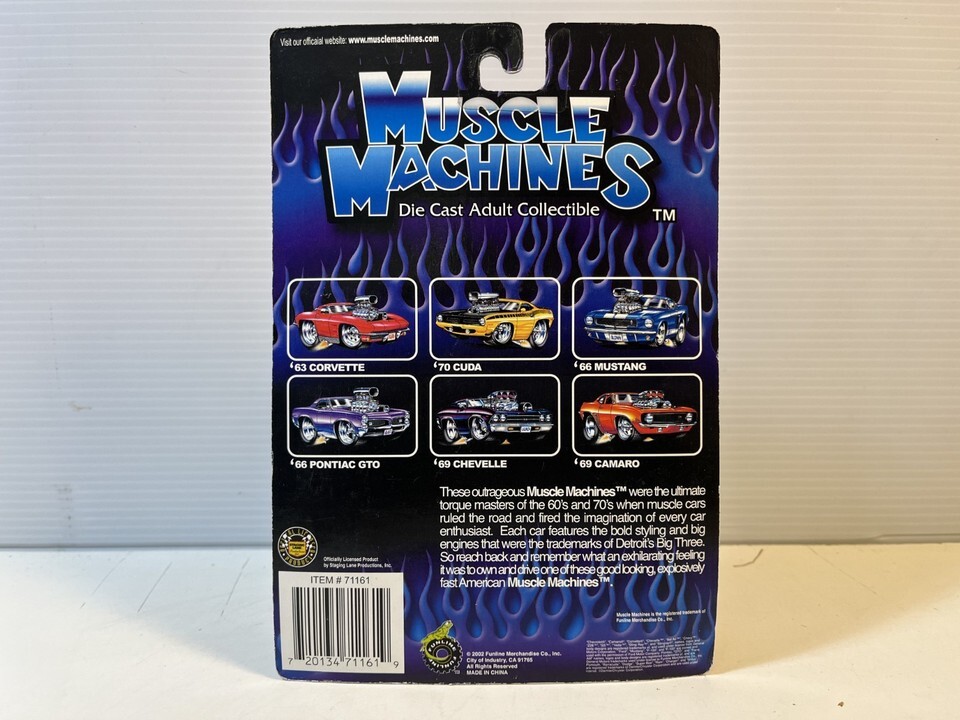 Visit our officaial website: www.musclemachines.com
MUSCLE
MACHINES
Die Cast Adult Collectible
TM
'63 CORVETTE
'70 CUDA
'66 MUSTANG
'66 PONTIAC GTO
'69 CHEVELLE
'69 CAMARO
These outrageous Muscle Machines™ were the ultimate
torque masters of the 60's and 70's when muscle cars
ruled the road and fired the imagination of every car
enthusiast. Each car features the bold styling and big
engines that were the trademarks of Detroit's Big Three.
So reach back and remember what an exhilarating feeling
it was to own and drive one of these good looking, explosively
fast American Muscle Machines™.
Officially Licensed Product
by Staging Lane Productions, Inc.
ITEM # 71161
7 20134 71161 9
Muscle Machines is the registered trademark of
Funline Merchandise Co., Inc.
FUNLINE
© 2002 Funline Merchandise Co., Inc.
City of Industry, CA 91765
All Rights Reserved
MADE IN CHINA